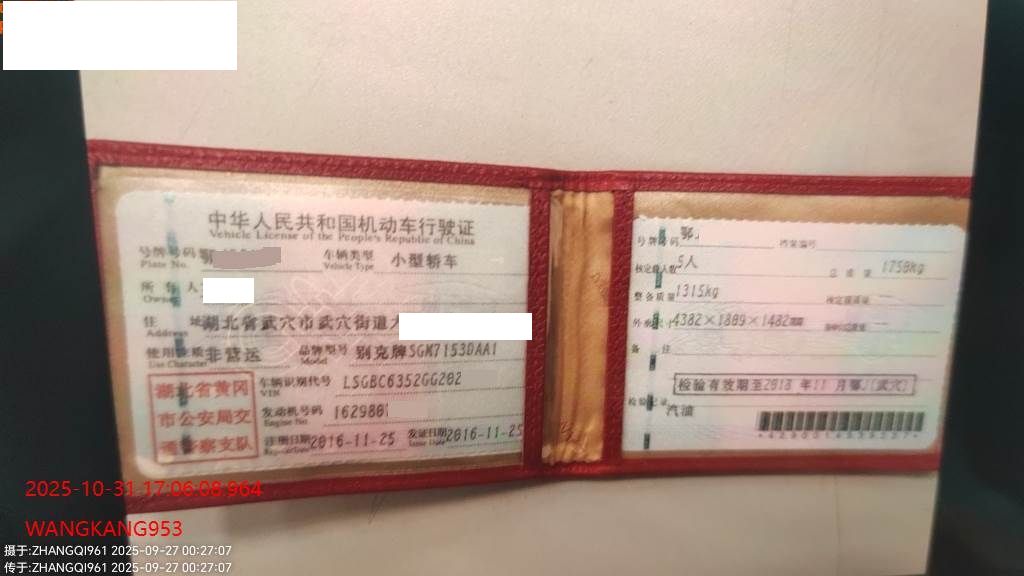 中华人民共和国机动车行驶证
Vehicle License of the People's Republic of China
号牌号码 鄂
Plate No.
车辆类型 小型轿车
Vehicle Type
所有人
Owner
住址 湖北省武穴市武穴街道大
Address
使用性质 非营运
Use Character
品牌型号 别克牌SGM7153DAA1
Model
湖北省黄冈
市公安局交
通警察支队
车辆识别代号 LSGBC6352GG202
VIN
发动机号码 162980
Engine No.
注册日期 2016-11-25
Register Date
发证日期 2016-11-25
Issue Date
号牌号码 鄂J
档案编号
核定载人数 5人
总质量 1758kg
整备质量 1315kg
核定载质量 —
外廓尺寸 4382×1809×1482mm
备注
检验有效期至2018 年11 月鄂J(武穴)
检验记录
汽油
2025-10-31 17:06:08.964
WANGKANG953
摄于:ZHANGQI961 2025-09-27 00:27:07
传于:ZHANGQI961 2025-09-27 00:27:07